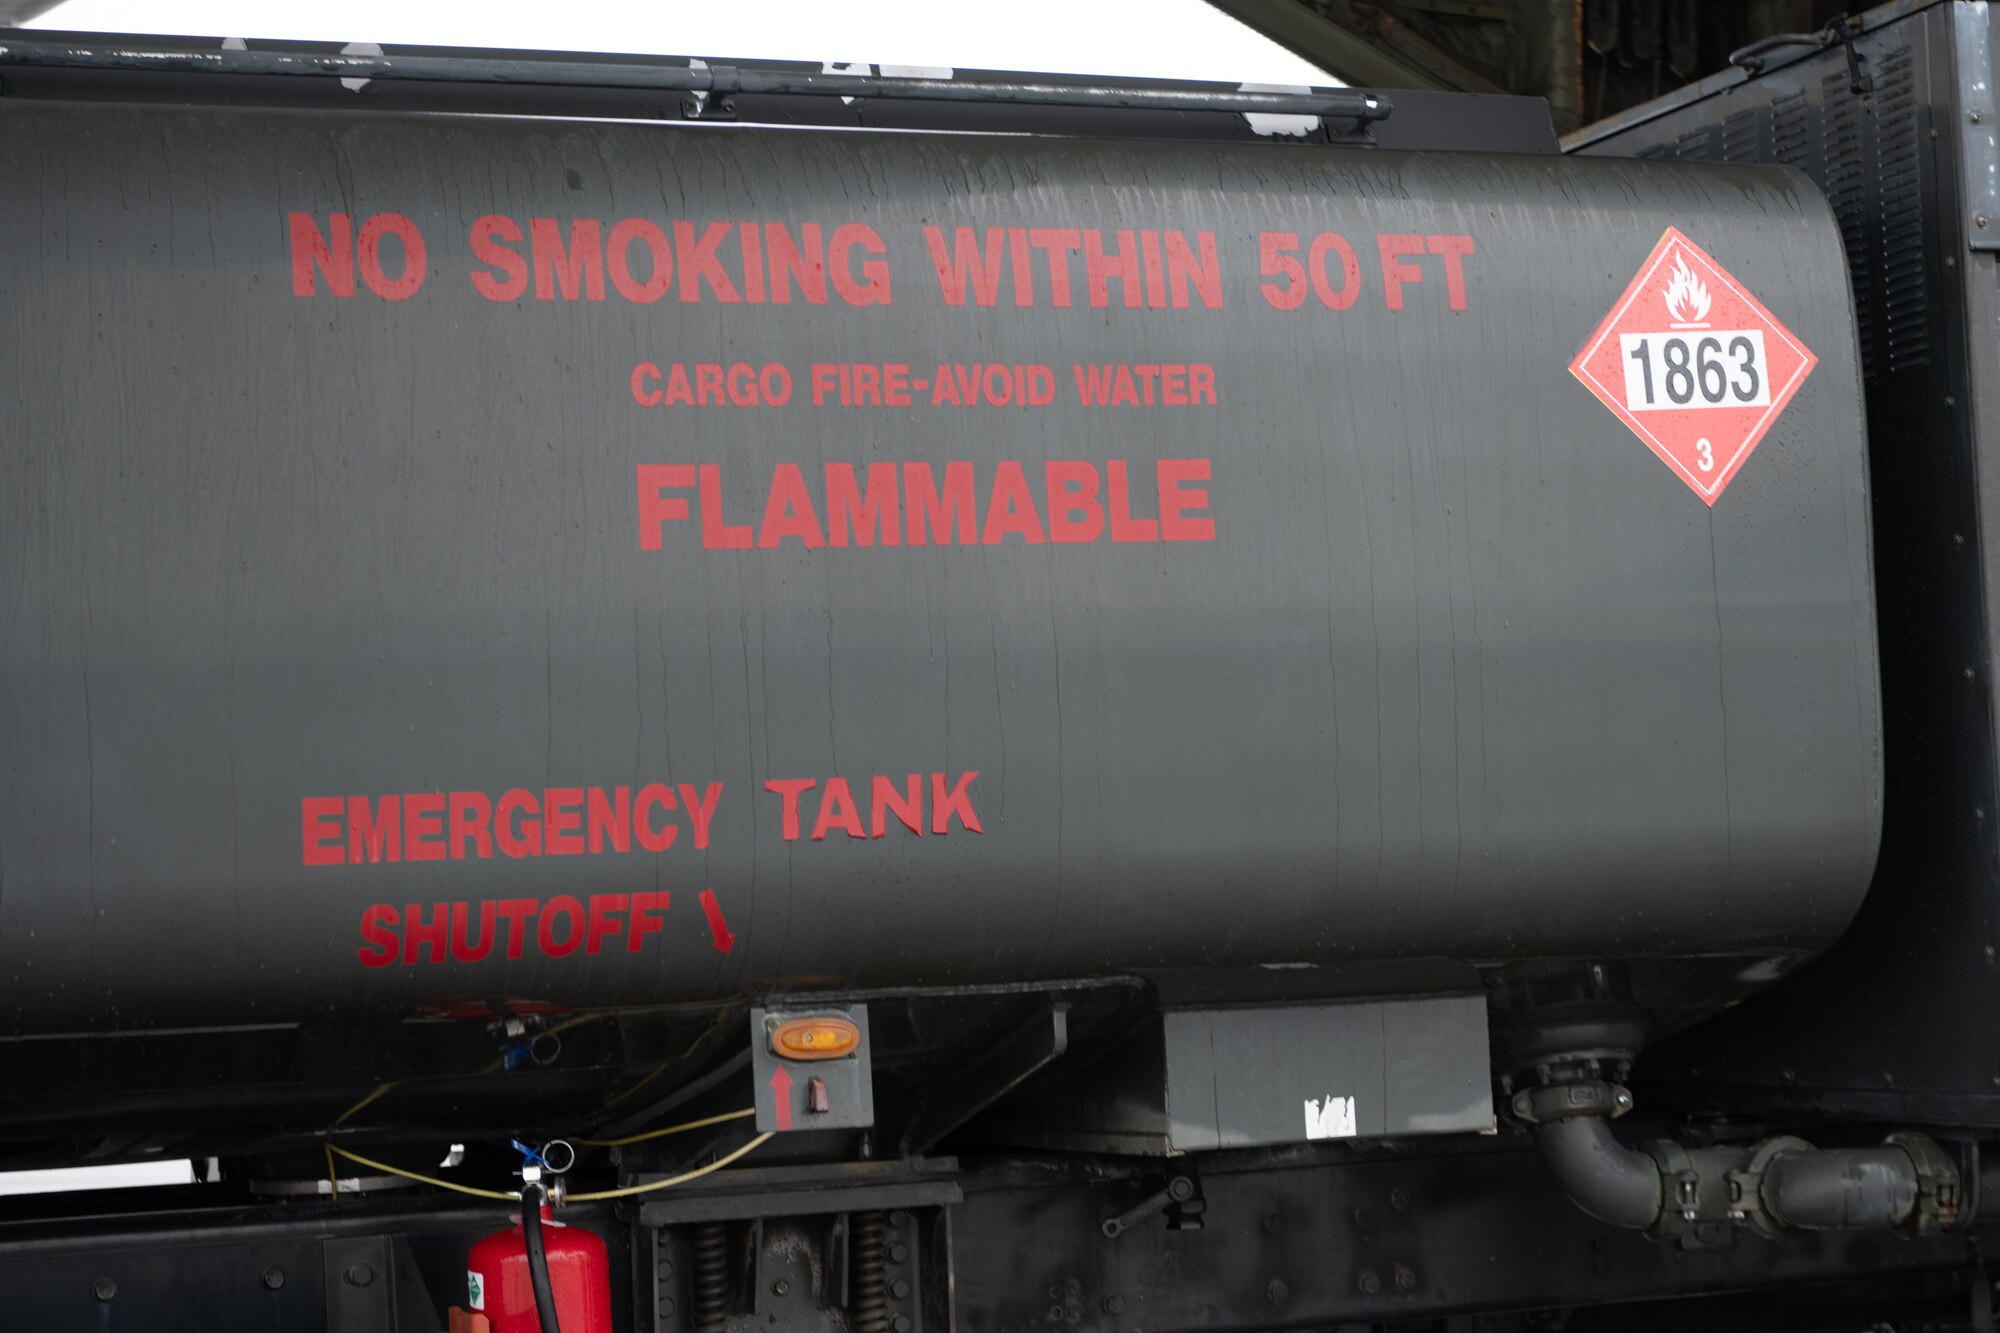 NO SMOKING WITHIN 50 FT
CARGO FIRE-AVOID WATER
FLAMMABLE
1863
3
EMERGENCY TANK
SHUTOFF